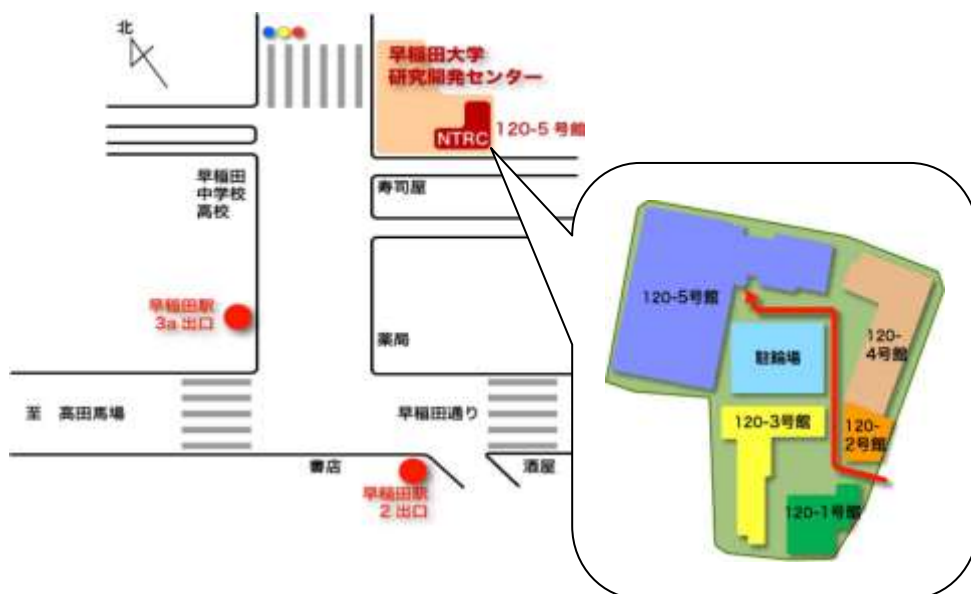 北
早稲田大学
研究開発センター
NTRC
120-5 号館
早稲田
中学校
高校
寿司屋
早稲田駅
3a 出口
薬局
至 高田馬場
早稲田通り
書店
酒屋
早稲田駅
2 出口
120-5号館
120-
4号館
駐輪場
120-3号館
120-
2号館
120-1号館